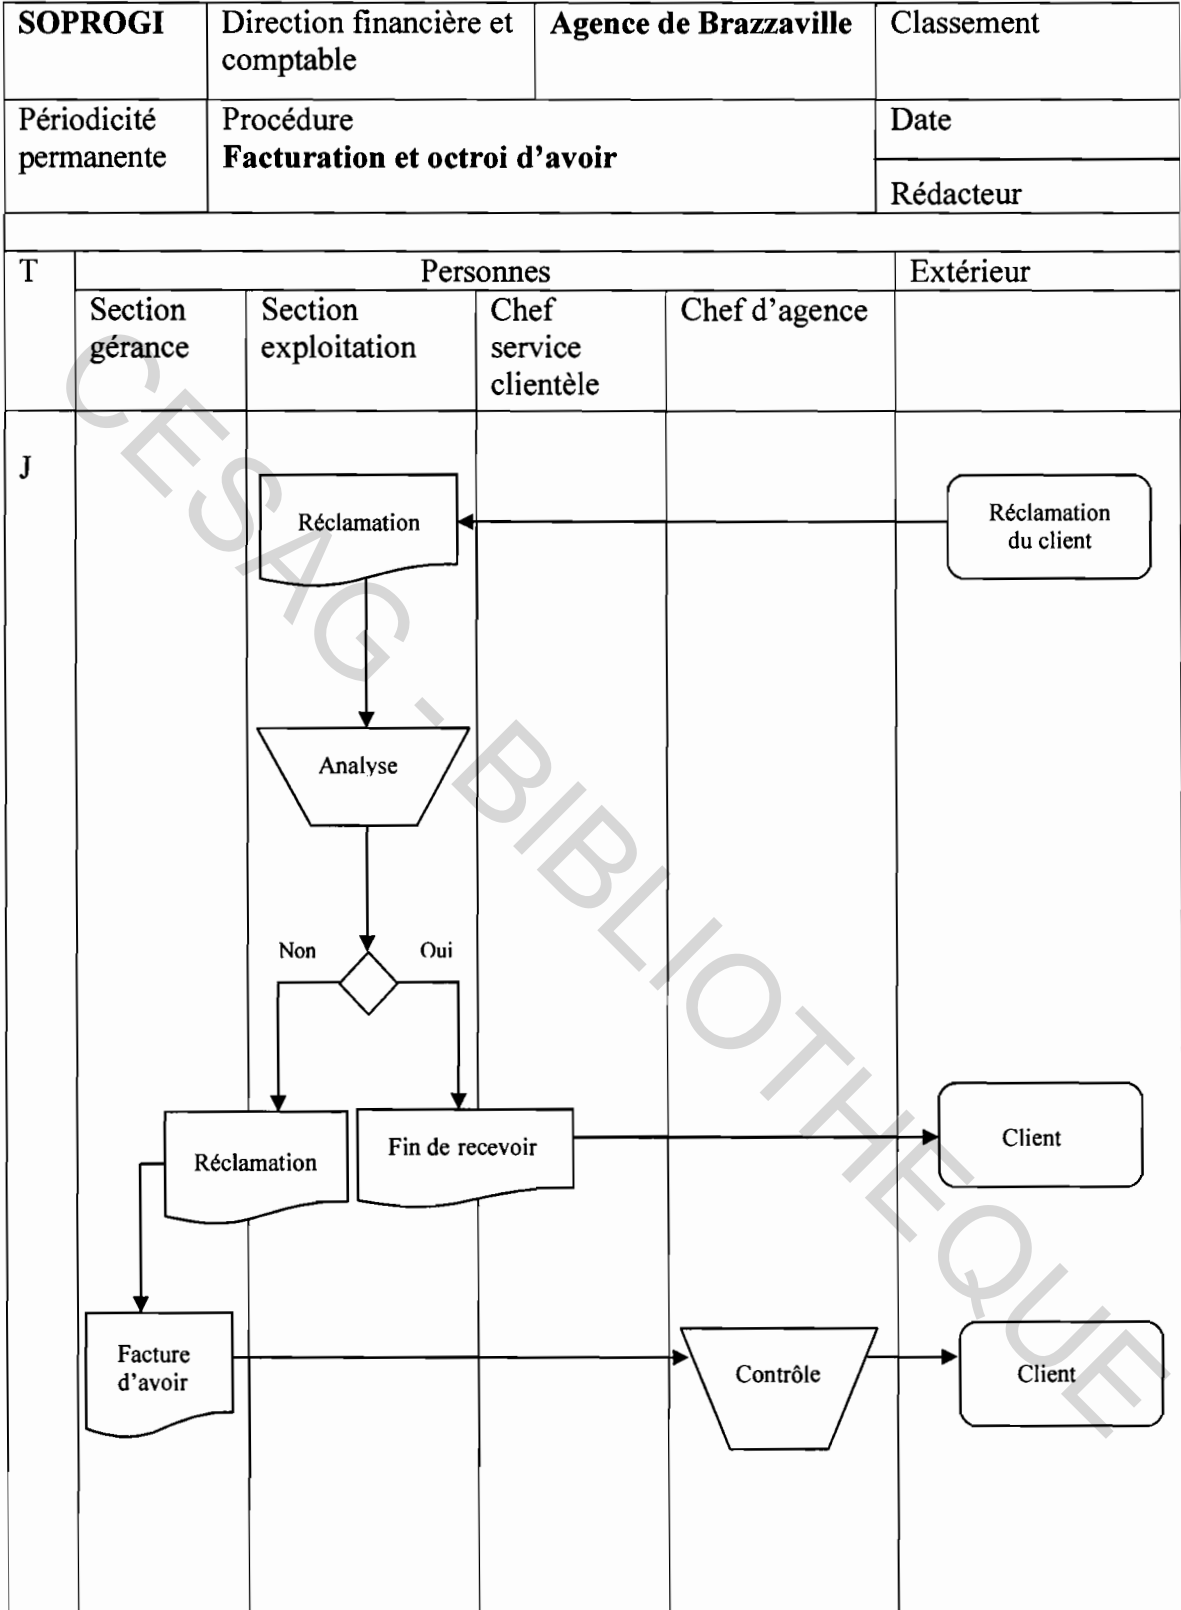 SOPROGI
Direction financière et
comptable
Agence de Brazzaville
Classement
Périodicité
permanente
Procédure
Facturation et octroi d'avoir
Date
Rédacteur
T
Personnes
Extérieur
Section
gérance
Section
exploitation
Chef
service
clientèle
Chef d'agence
J
Réclamation
Réclamation
du client
Analyse
Non
Oui
Réclamation
Fin de recevoir
Client
Facture
d'avoir
Contrôle
Client
CESAG - BIBLIOTHEQUE